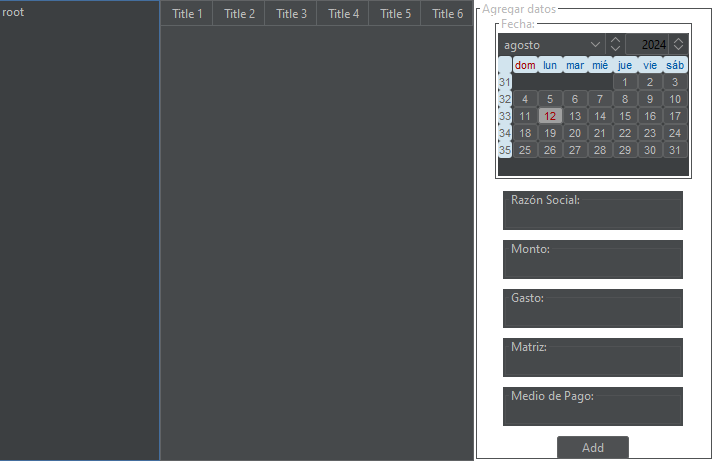 root
Title 1 Title 2 Title 3 Title 4 Title 5 Title 6
Agregar datos
Fecha:
agosto 2024
dom lun mar mié jue vie sáb
31 1 2 3
32 4 5 6 7 8 9 10
33 11 12 13 14 15 16 17
34 18 19 20 21 22 23 24
35 25 26 27 28 29 30 31
Razón Social:
Monto:
Gasto:
Matriz:
Medio de Pago:
Add